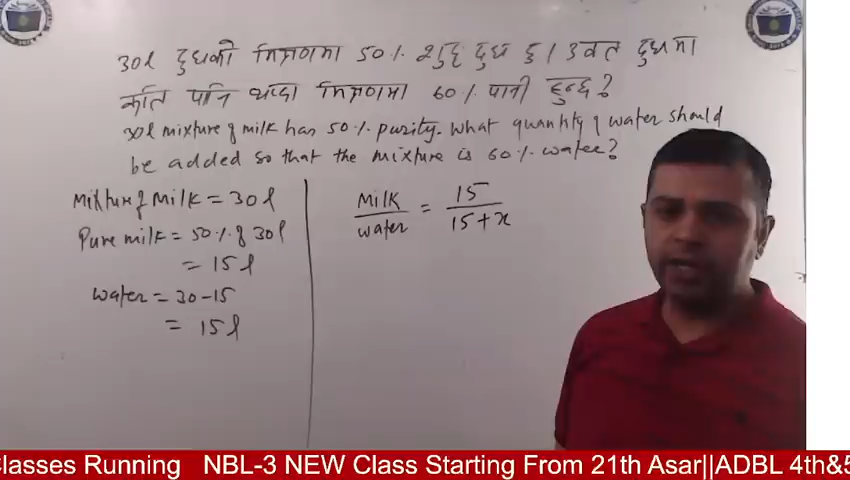 30l दुधको मिश्रणमा 50% शुद्ध दुध छ। उक्त दुधमा
कति पानि थप्दा मिश्रणमा 60% पानी हुन्छ?
30l mixture of milk has 50% purity. What quantity of water should
be added so that the mixture is 60% water?
Mixture of milk = 30l
Pure milk = 50% of 30l
= 15l
water = 30-15
= 15l
Milk/water = 15/15+x
Classes Running NBL-3 NEW Class Starting From 21th Asar||ADBL 4th&5